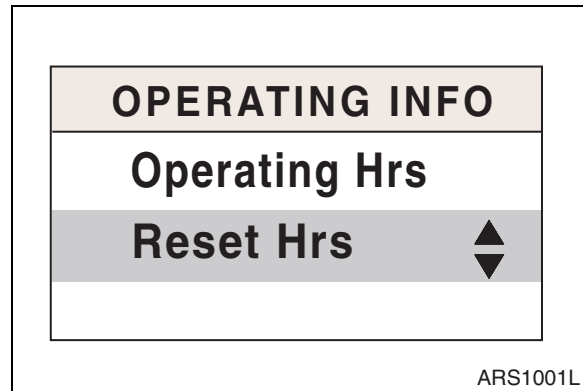 OPERATING INFO
Operating Hrs
Reset Hrs
ARS1001L